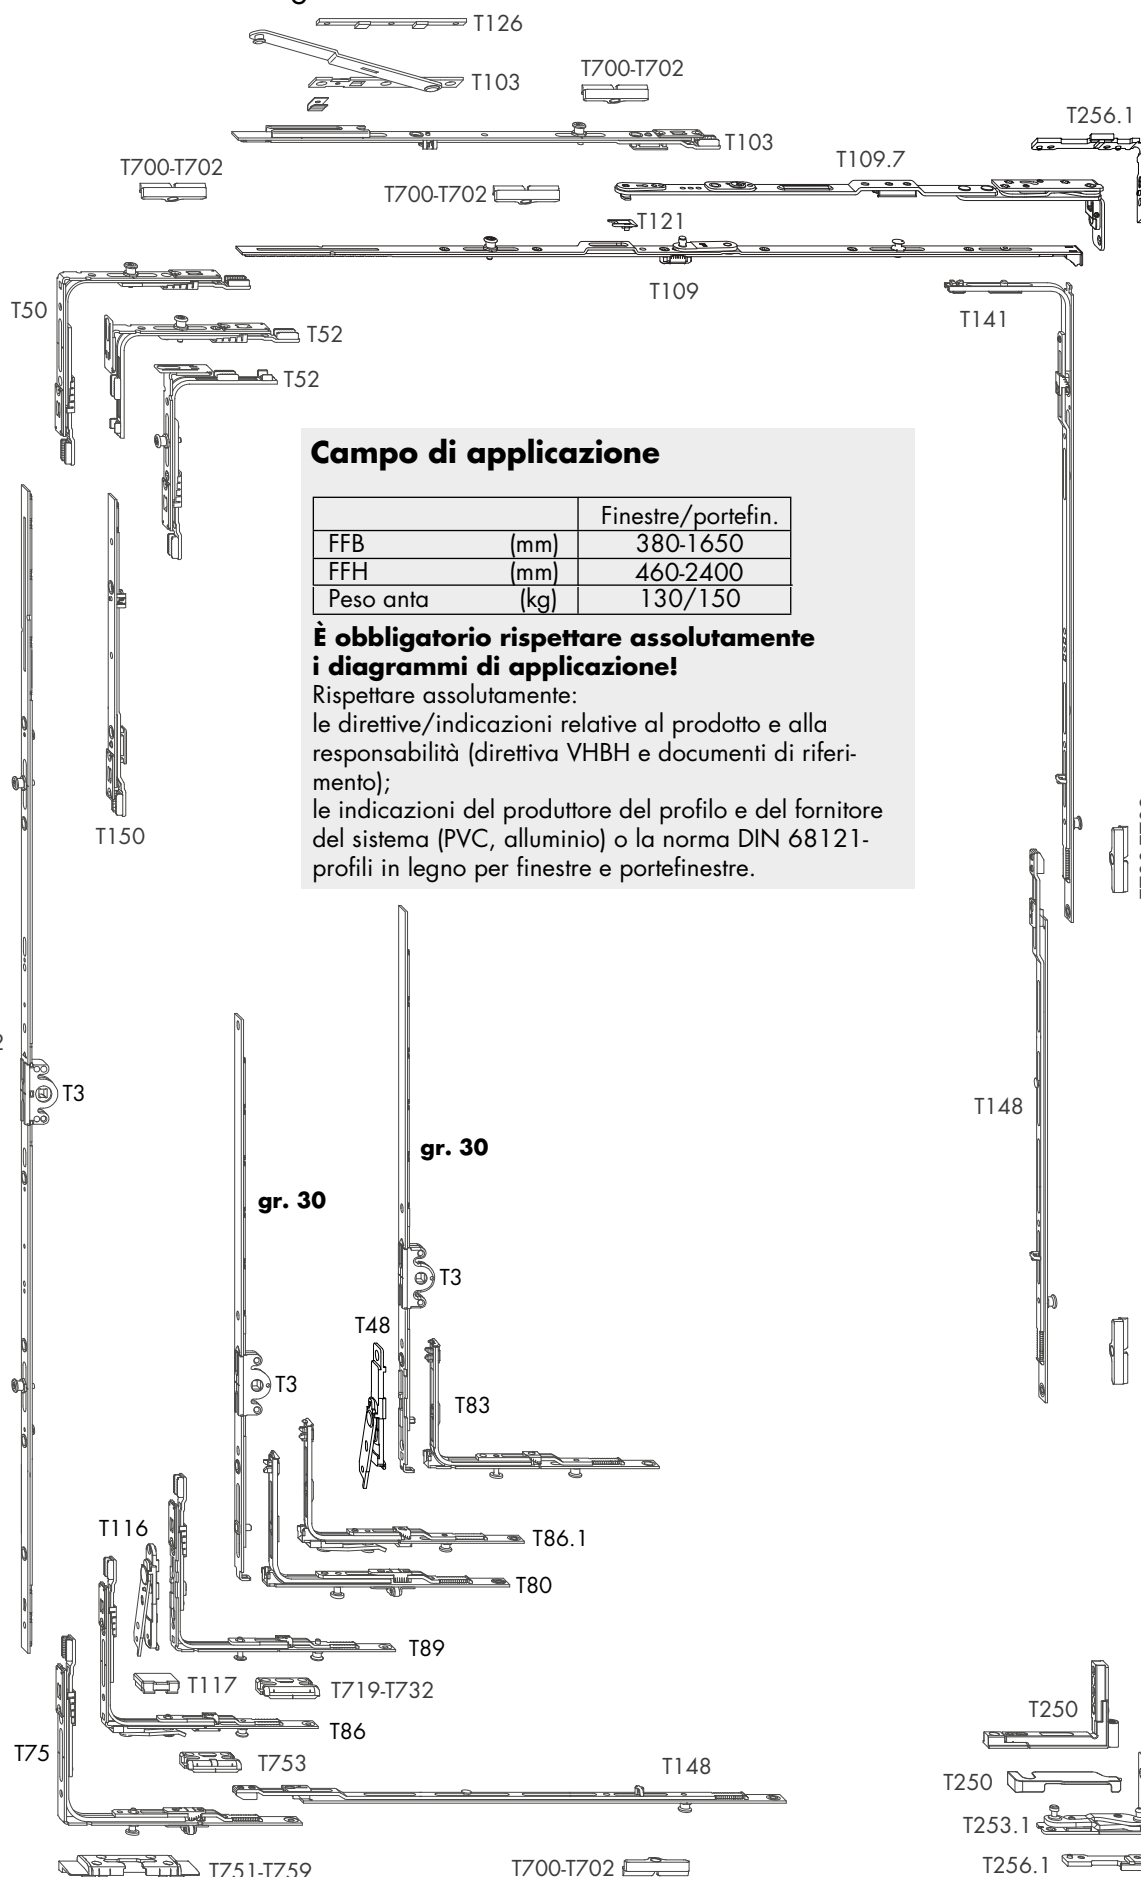 T126
T103
T700-T702
T103
T256.1
T109.7
T700-T702
T700-T702
T121
T50
T109
T141
T52
T52
Campo di applicazione
Finestre/portefin.
FFB (mm) 380-1650
FFH (mm) 460-2400
Peso anta (kg) 130/150
È obbligatorio rispettare assolutamente
i diagrammi di applicazione!
Rispettare assolutamente:
le direttive/indicazioni relative al prodotto e alla
responsabilità (direttiva VHBH e documenti di riferi-
mento);
le indicazioni del produttore del profilo e del fornitore
del sistema (PVC, alluminio) o la norma DIN 68121-
profili in legno per finestre e portefinestre.
T150
T3
T148
gr. 30
gr. 30
T3
T48
T3
T83
T116
T86.1
T80
T89
T117
T719-T732
T250
T86
T75
T753
T148
T250
T253.1
T751-T759
T700-T702
T256.1